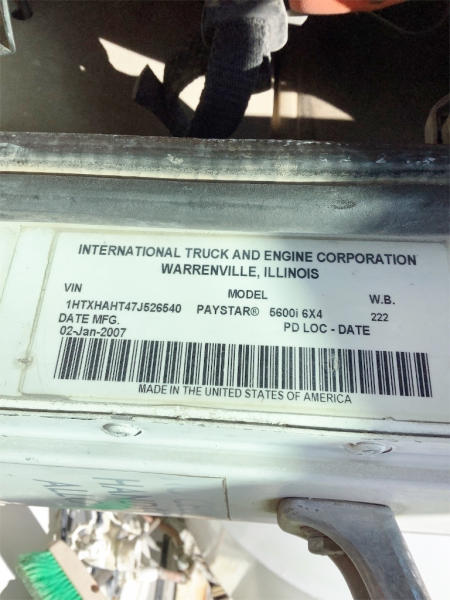 INTERNATIONAL TRUCK AND ENGINE CORPORATION
WARRENVILLE, ILLINOIS
VIN MODEL W.B.
1HTXHAHT47J526540 PAYSTAR® 5600i 6X4 222
DATE MFG. PD LOC - DATE
02-Jan-2007
MADE IN THE UNITED STATES OF AMERICA